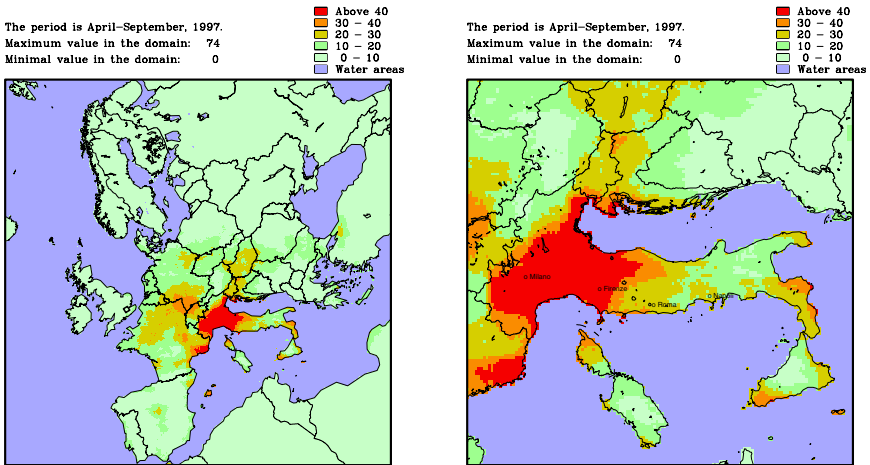 The period is April-September, 1997.
Maximum value in the domain: 74
Minimal value in the domain: 0
Above 40
30 - 40
20 - 30
10 - 20
0 - 10
Water areas
The period is April-September, 1997.
Maximum value in the domain: 74
Minimal value in the domain: 0
Above 40
30 - 40
20 - 30
10 - 20
0 - 10
Water areas
Milano
Firenze
Roma
Napoli